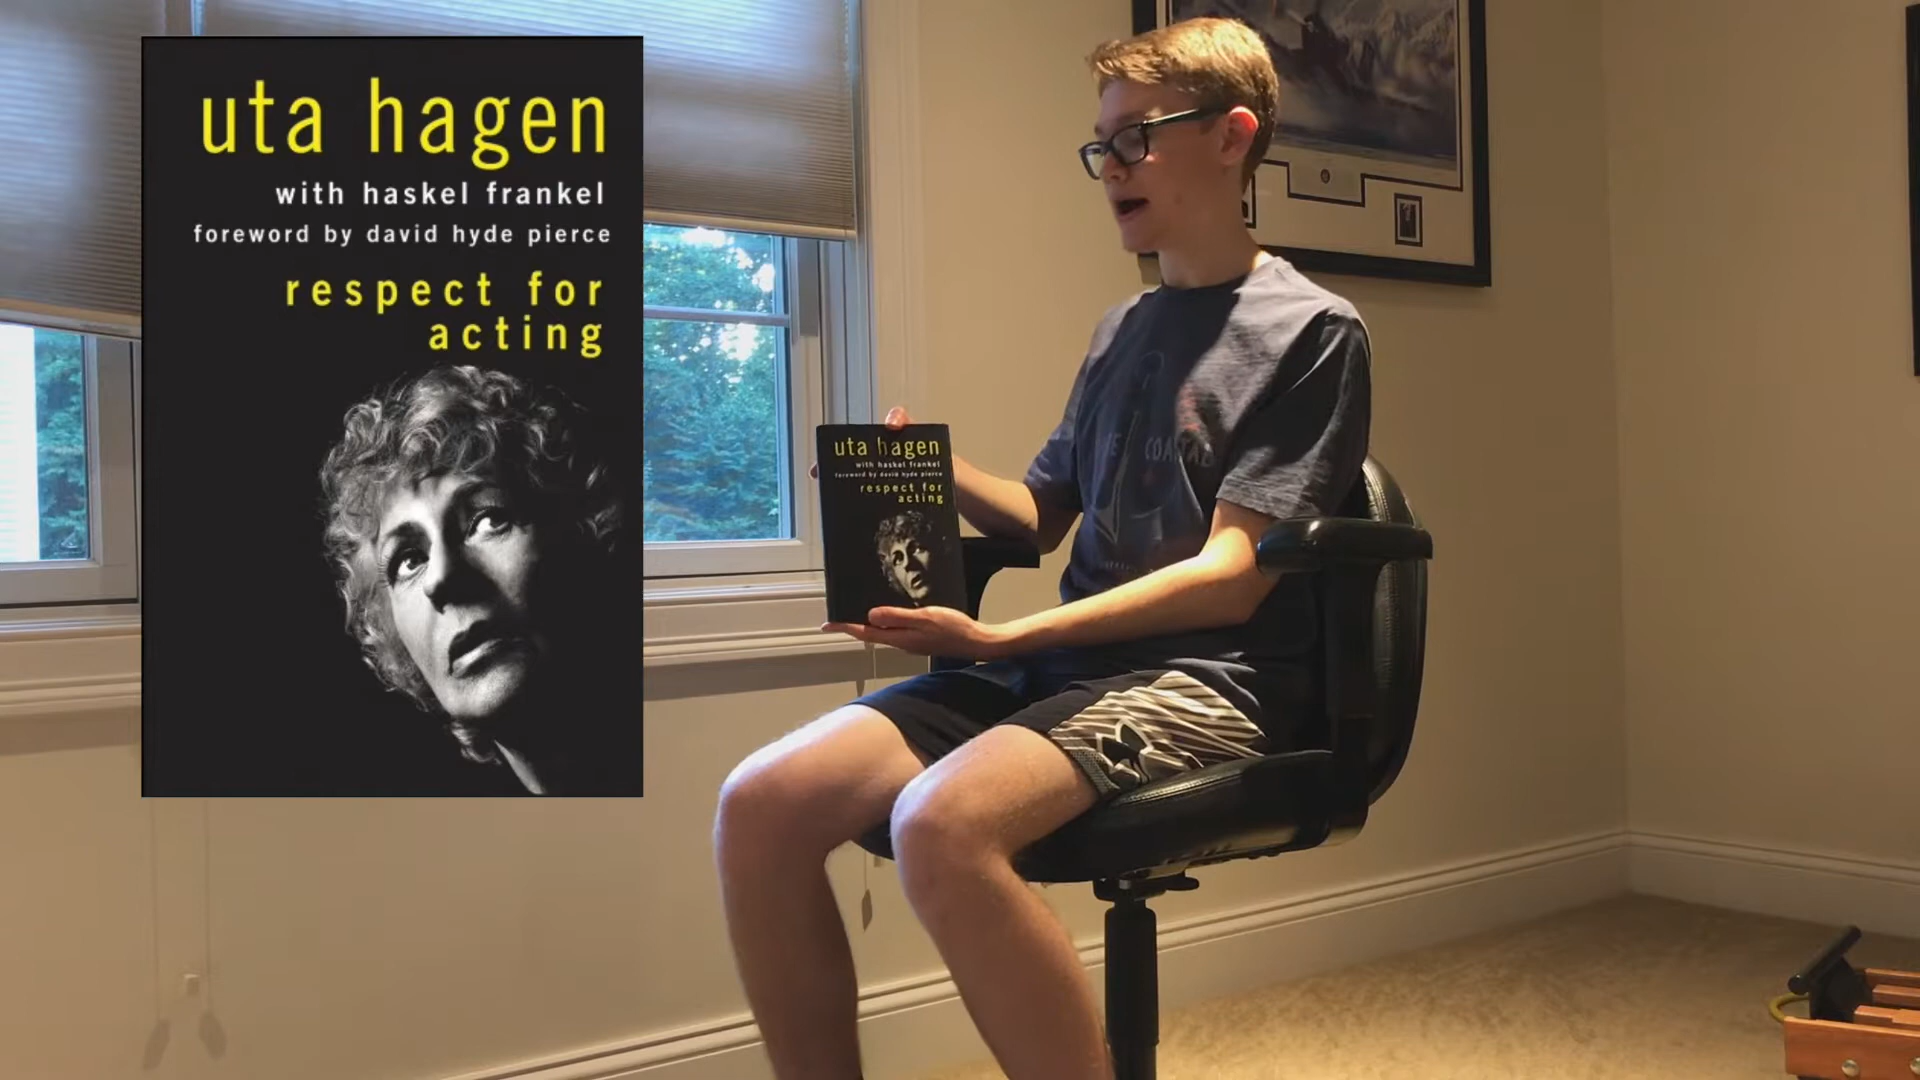 uta hagen
with haskel frankel
foreword by david hyde pierce
respect for
acting
uta hagen
with haskel frankel
foreword by david hyde pierce
respect for
acting